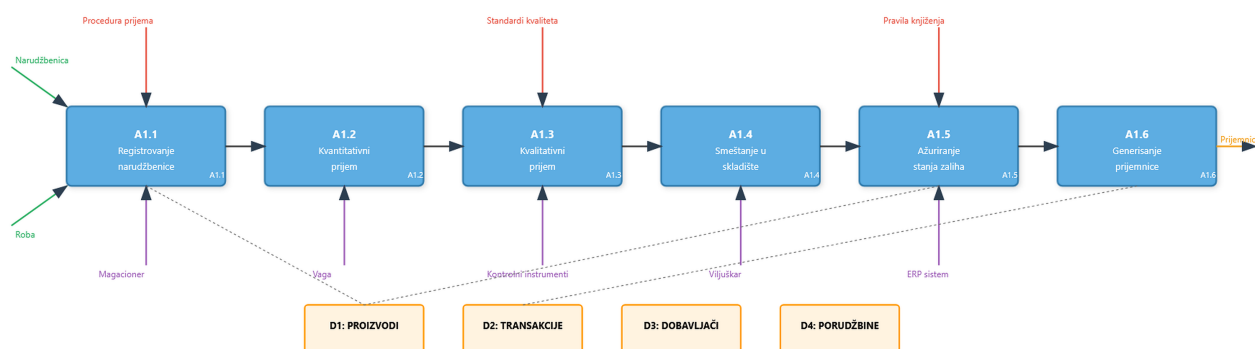 Procedura prijema
Standardi kvaliteta
Pravila knjiženja
Narudžbenica
A1.1
Registrovanje
narudžbenice
A1.1
A1.2
Kvantitativni
prijem
A1.2
A1.3
Kvalitativni
prijem
A1.3
A1.4
Smeštanje u
skladište
A1.4
A1.5
Ažuriranje
stanja zaliha
A1.5
A1.6
Generisanje
prijemnice
A1.6
Prijemnic
Roba
Magacioner
Vaga
Kontrolni instrumenti
Viljuškar
ERP sistem
D1: PROIZVODI
D2: TRANSAKCIJE
D3: DOBAVLJAČI
D4: PORUDŽBINE